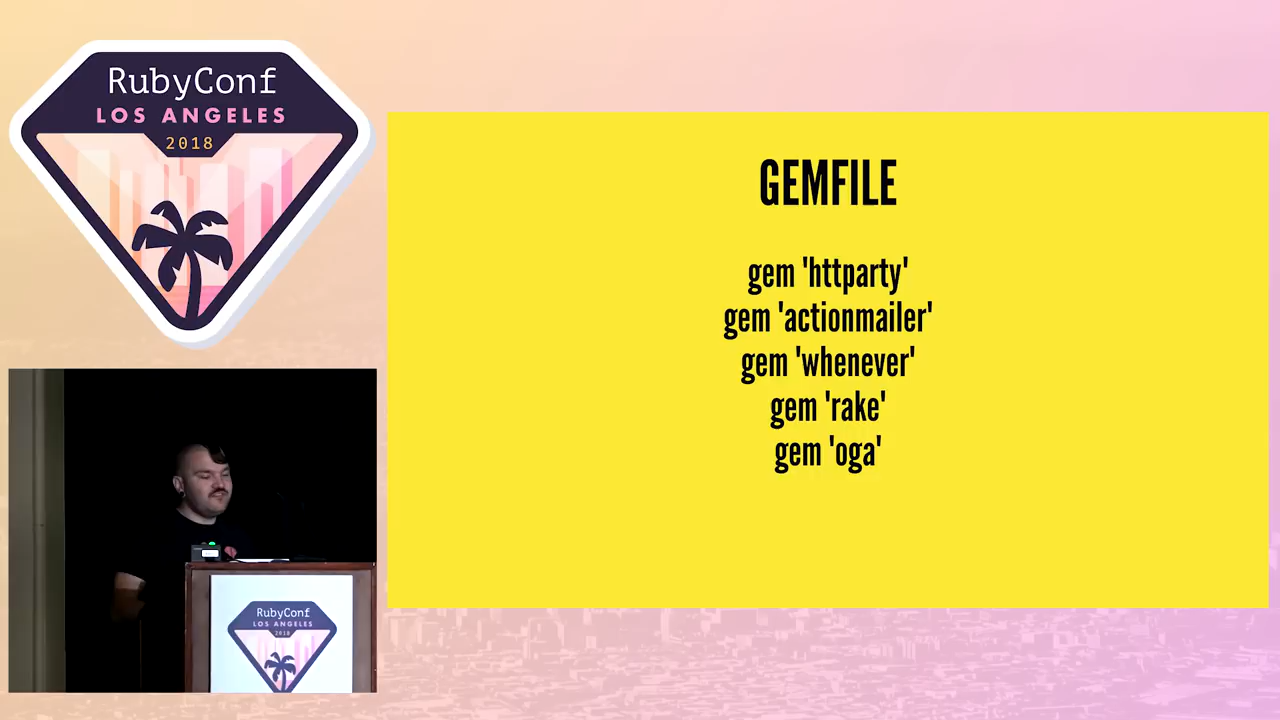 RubyConf
LOS ANGELES
2018
GEMFILE
gem 'httparty'
gem 'actionmailer'
gem 'whenever'
gem 'rake'
gem 'oga'
RubyConf
LOS ANGELES
2018